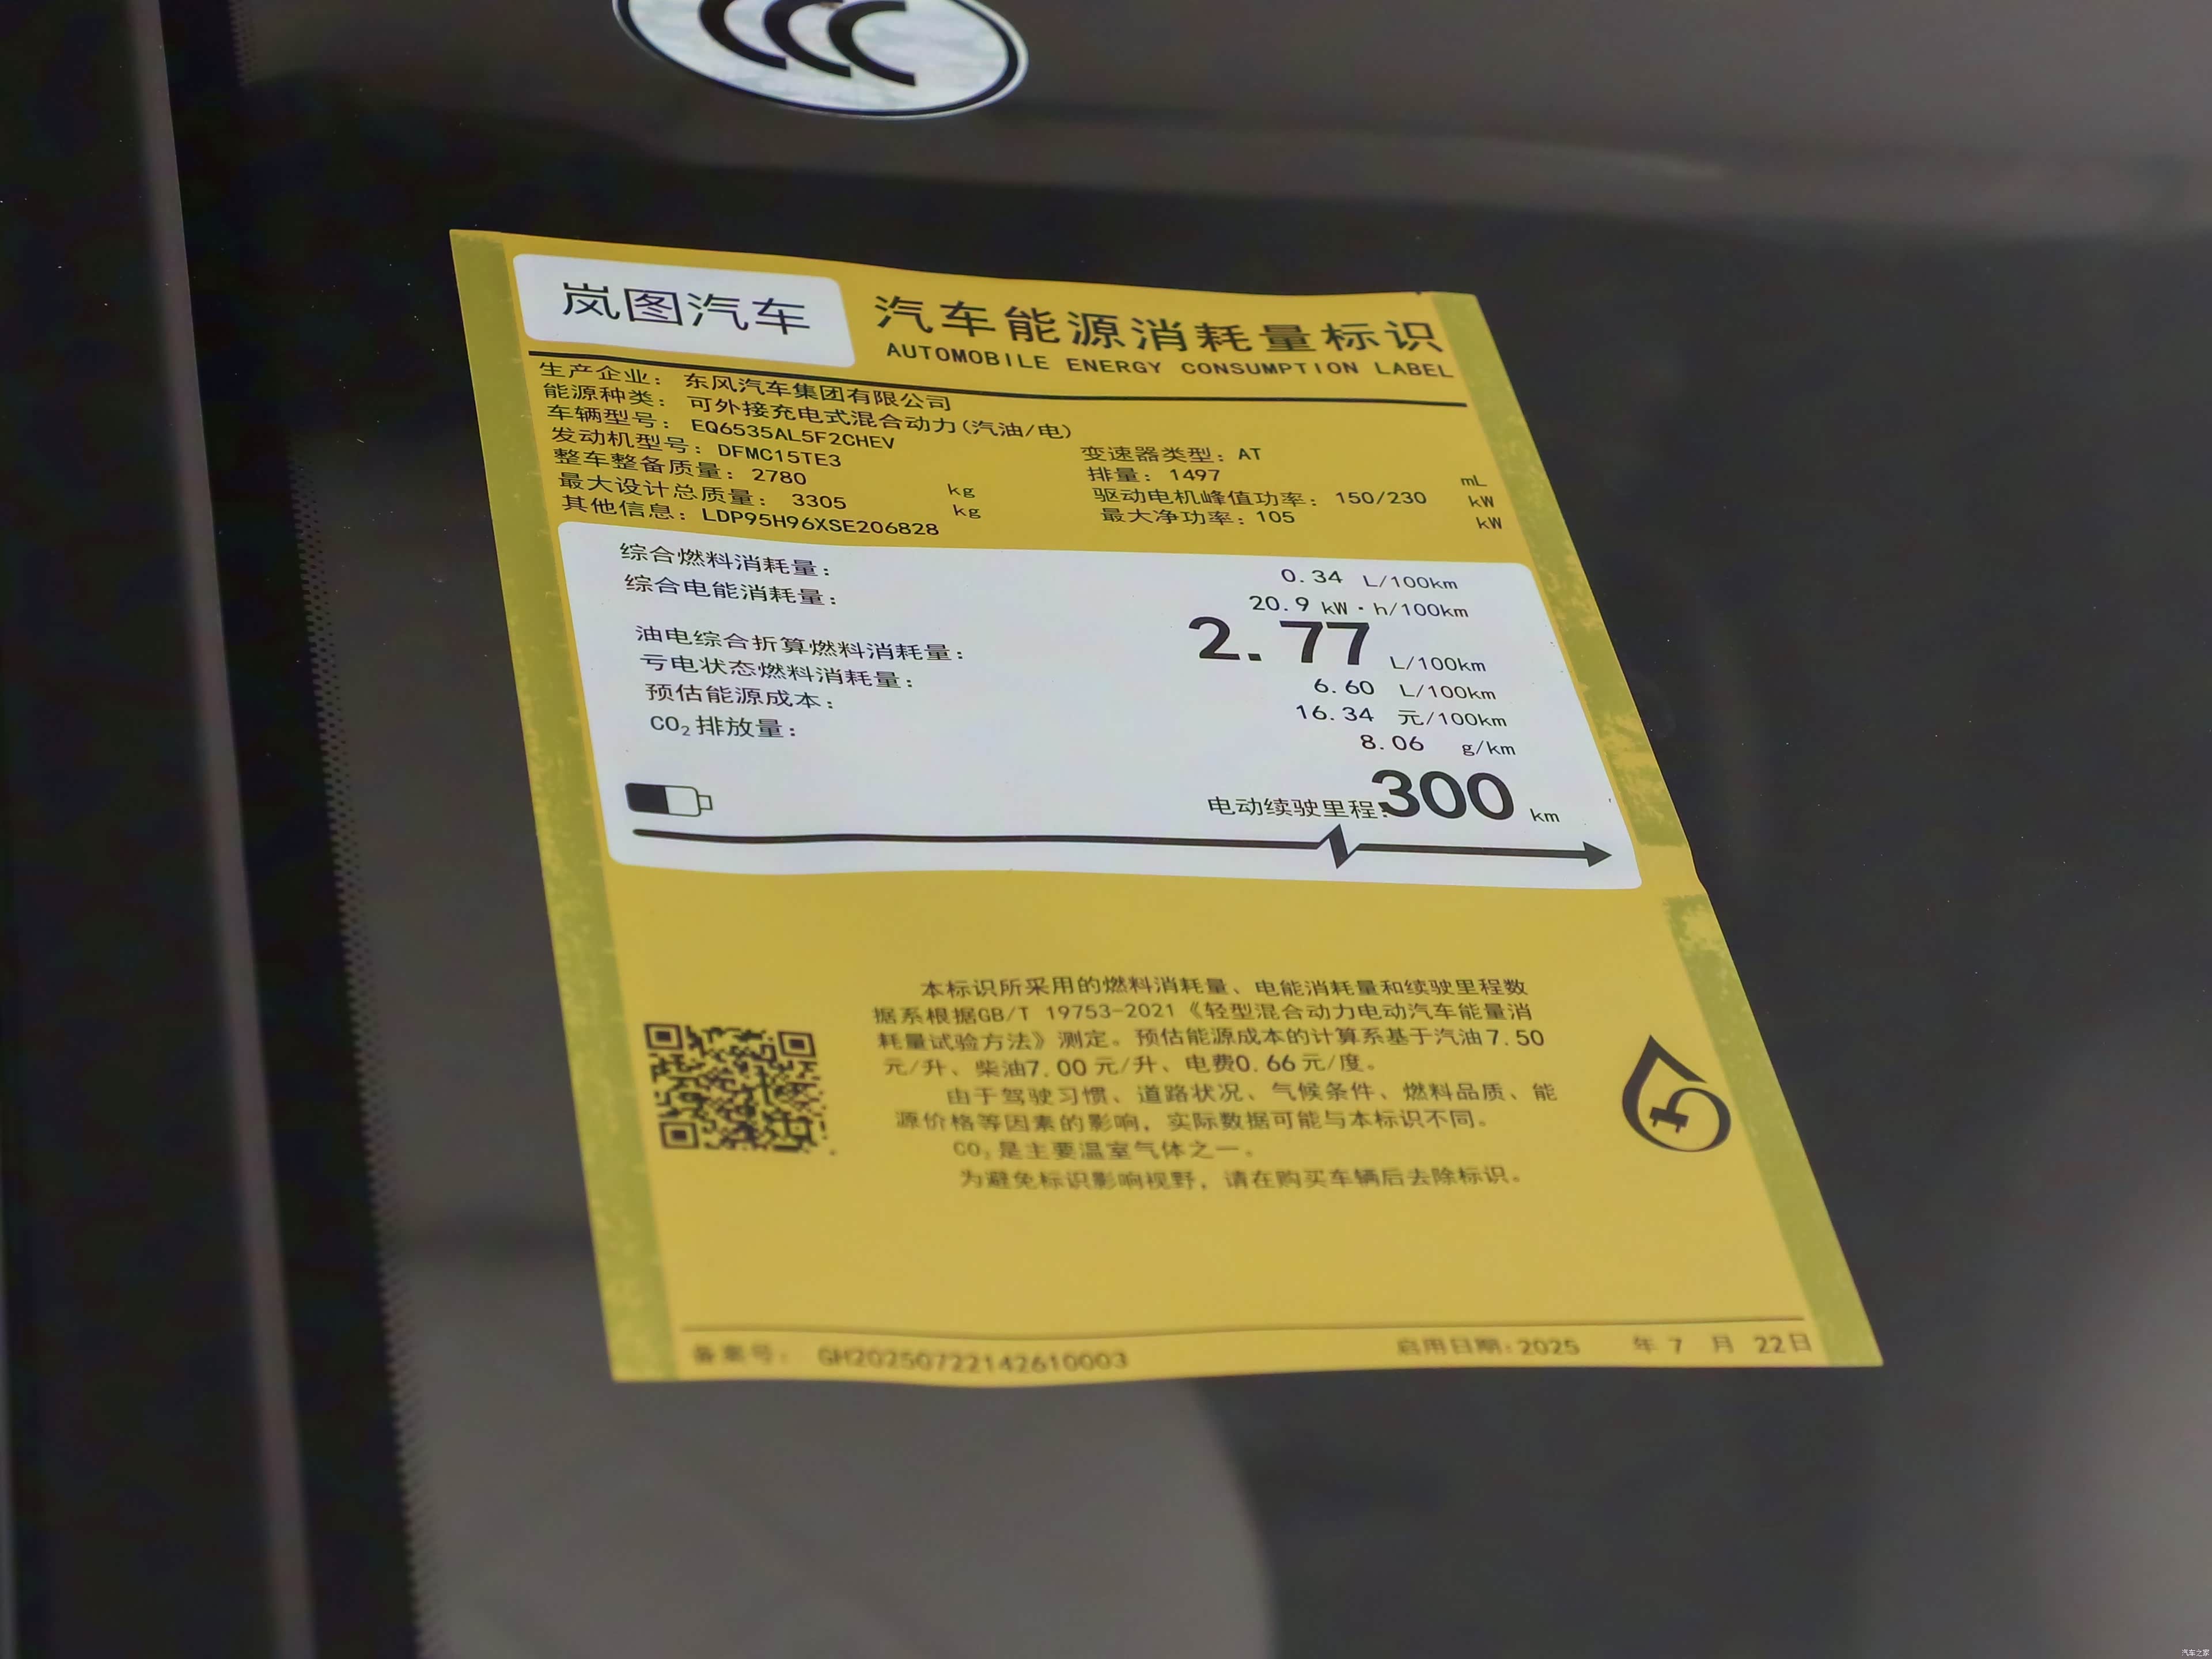 CCC
岚图汽车
汽车能源消耗量标识
AUTOMOBILE ENERGY CONSUMPTION LABEL
生产企业：东风汽车集团有限公司
能源种类：可外接充电式混合动力(汽油/电)
车辆型号：EQ6535AL5F2CHEV 变速器类型：AT
发动机型号：DFMC15TE3 排量：1497 mL
整车整备质量：2780 kg 驱动电机峰值功率：150/230 kW
最大设计总质量：3305 kg 最大净功率：105 kW
其他信息：LDP95H96XSE206828
综合燃料消耗量： 0.34 L/100km
综合电能消耗量： 20.9 kW·h/100km
油电综合折算燃料消耗量： 2.77 L/100km
亏电状态燃料消耗量： 6.60 L/100km
预估能源成本： 16.34 元/100km
CO₂排放量： 8.06 g/km
电动续驶里程：300 km
本标识所采用的燃料消耗量、电能消耗量和续驶里程数
据系根据GB/T 19753-2021《轻型混合动力电动汽车能量消
耗量试验方法》测定。预估能源成本的计算系基于汽油7.50
元/升、柴油7.00元/升、电费0.66元/度。
由于驾驶习惯、道路状况、气候条件、燃料品质、能
源价格等因素的影响，实际数据可能与本标识不同。
CO₂是主要温室气体之一。
为避免标识影响视野，请在购买车辆后去除标识。
备案号：GH20250722142610003 启用日期：2025 年 7 月 22日
汽车之家